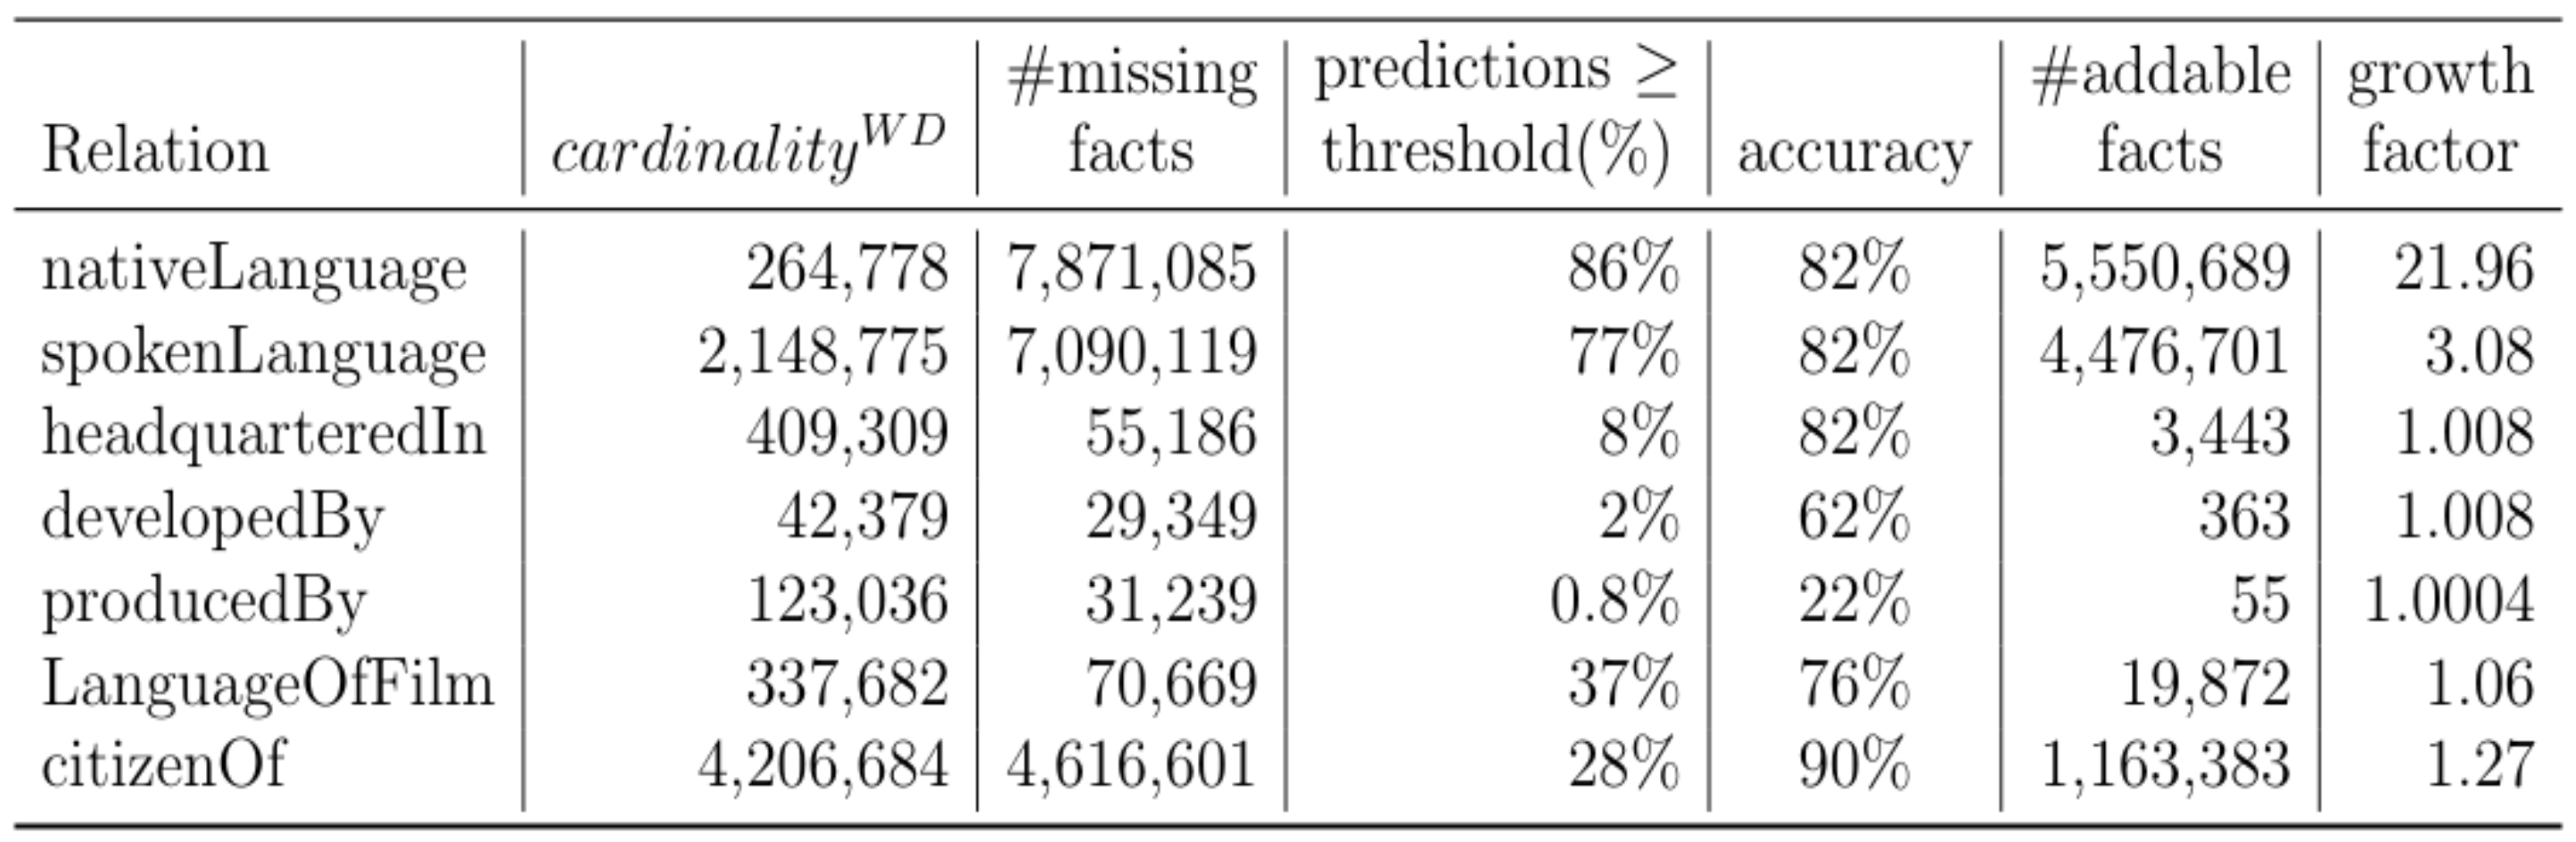 Relation | cardinality^WD | #missing facts | predictions ≥ threshold(%) | accuracy | #addable facts | growth factor
nativeLanguage | 264,778 | 7,871,085 | 86% | 82% | 5,550,689 | 21.96
spokenLanguage | 2,148,775 | 7,090,119 | 77% | 82% | 4,476,701 | 3.08
headquarteredIn | 409,309 | 55,186 | 8% | 82% | 3,443 | 1.008
developedBy | 42,379 | 29,349 | 2% | 62% | 363 | 1.008
producedBy | 123,036 | 31,239 | 0.8% | 22% | 55 | 1.0004
LanguageOfFilm | 337,682 | 70,669 | 37% | 76% | 19,872 | 1.06
citizenOf | 4,206,684 | 4,616,601 | 28% | 90% | 1,163,383 | 1.27